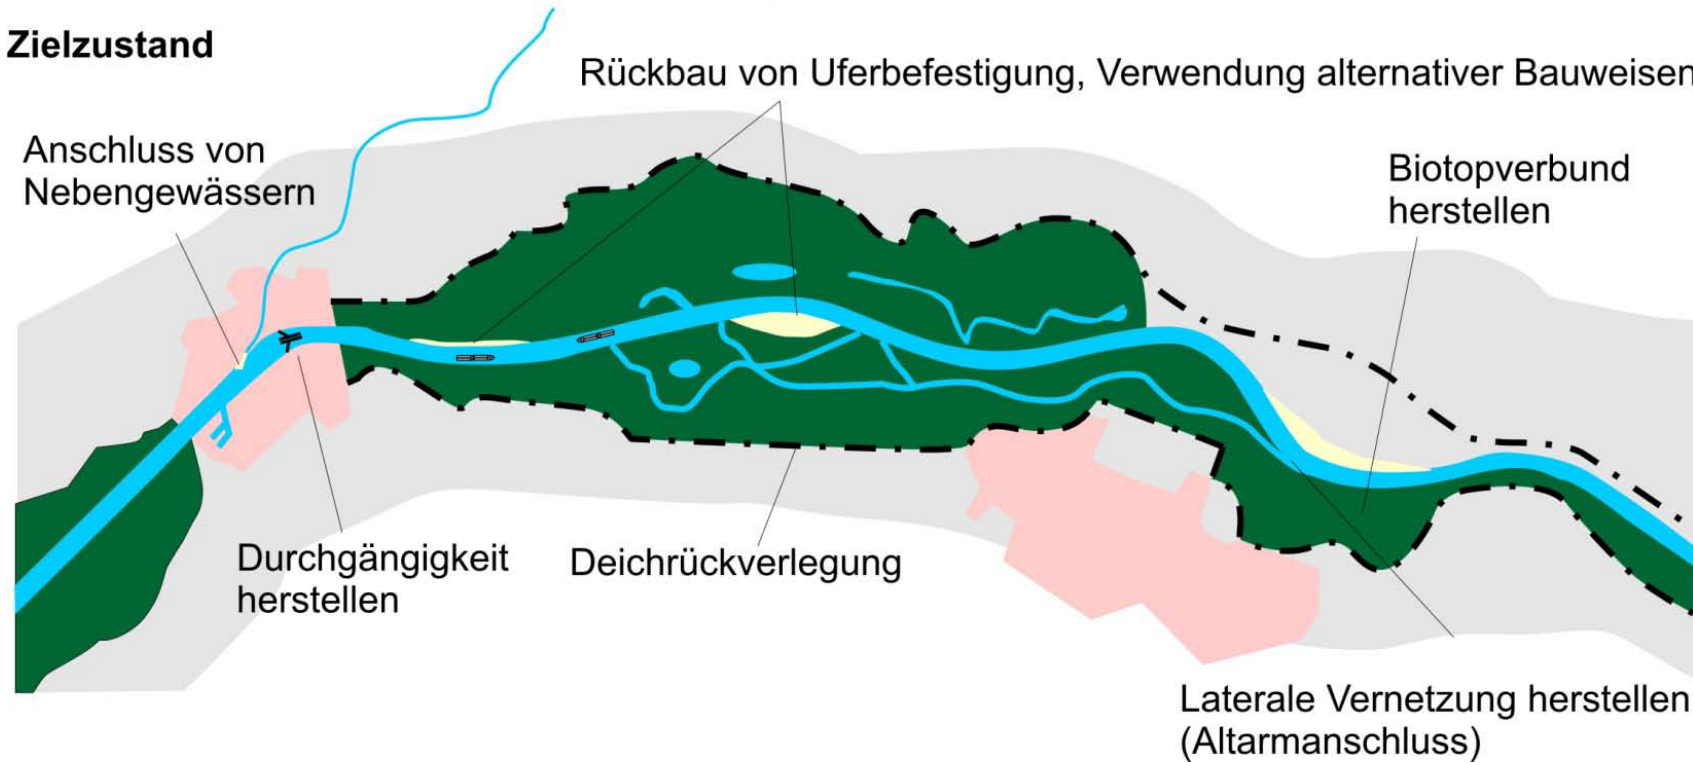 Zielzustand
Rückbau von Uferbefestigung, Verwendung alternativer Bauweisen
Anschluss von
Nebengewässern
Biotopverbund
herstellen
Durchgängigkeit
herstellen
Deichrückverlegung
Laterale Vernetzung herstellen
(Altarmanschluss)